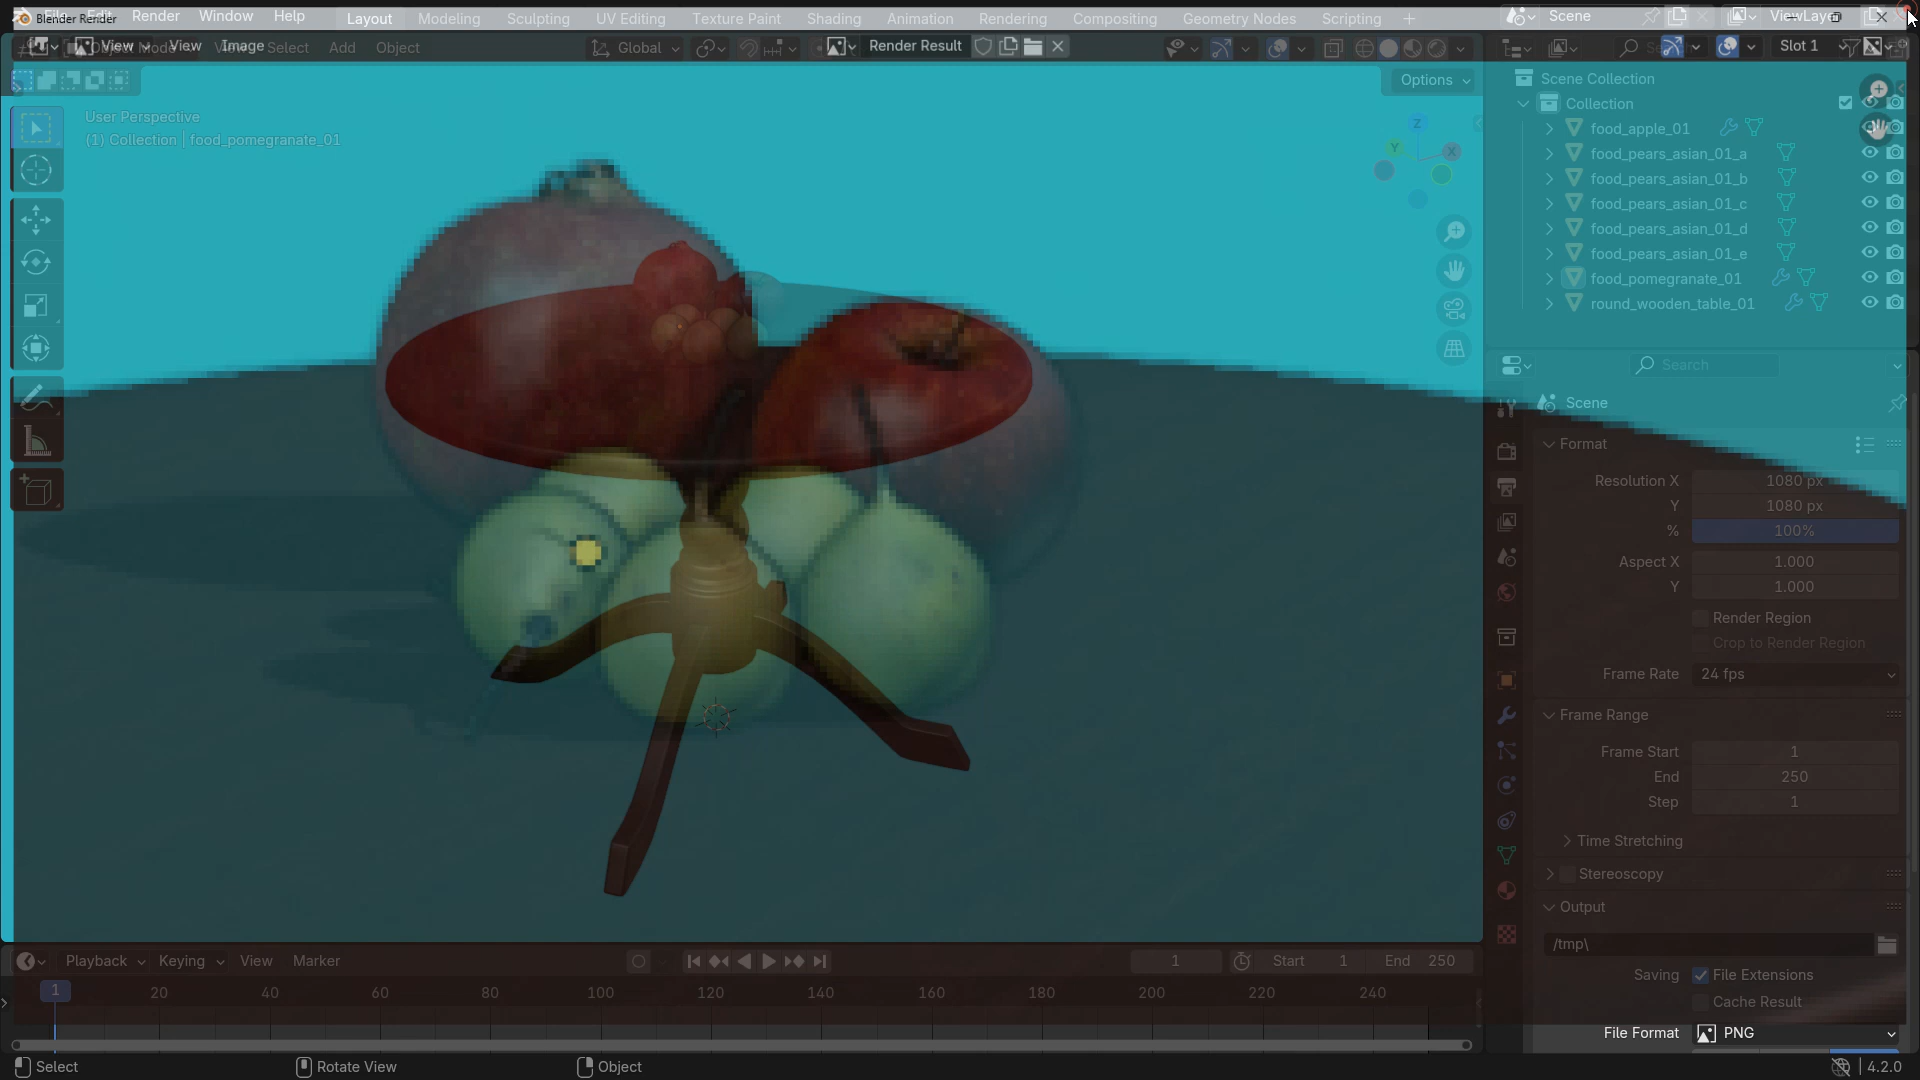 Blender Render
File Edit Render Window Help
Layout Modeling Sculpting UV Editing Texture Paint Shading Animation Rendering Compositing Geometry Nodes Scripting +
Scene
ViewLayer
Object Mode View Select Add Object
View View Image
Global
Render Result
Slot 1
Options
User Perspective
(1) Collection | food_pomegranate_01
Z
Y
X
Scene Collection
Collection
food_apple_01
food_pears_asian_01_a
food_pears_asian_01_b
food_pears_asian_01_c
food_pears_asian_01_d
food_pears_asian_01_e
food_pomegranate_01
round_wooden_table_01
Search
Scene
Format
Resolution X 1080 px
Y 1080 px
% 100%
Aspect X 1.000
Y 1.000
Render Region
Crop to Render Region
Frame Rate 24 fps
Frame Range
Frame Start 1
End 250
Step 1
Time Stretching
Stereoscopy
Output
/tmp\
Saving File Extensions
Cache Result
File Format PNG
Playback Keying View Marker
1 Start 1 End 250
1 20 40 60 80 100 120 140 160 180 200 220 240
Select Rotate View Object
4.2.0